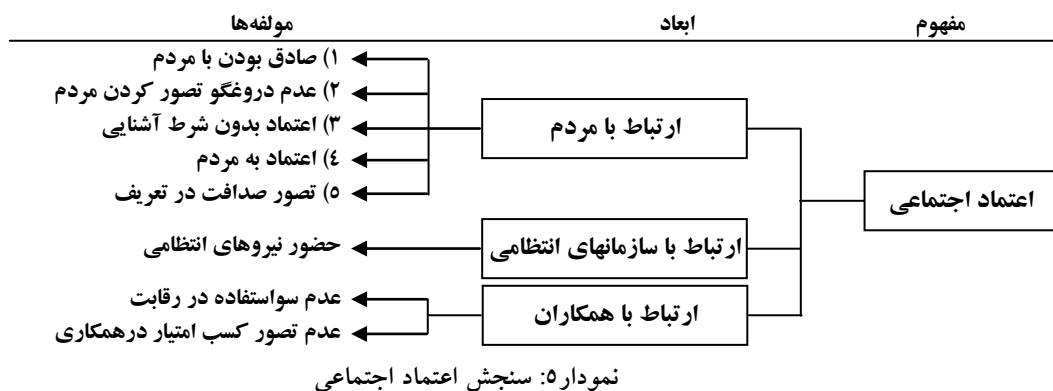 مفهوم ابعاد مولفه‌ها
۱) صادق بودن با مردم
۲) عدم دروغگو تصور کردن مردم
ارتباط با مردم
۳) اعتماد بدون شرط آشنایی
٤) اعتماد به مردم
۵) تصور صدافت در تعریف
اعتماد اجتماعی
ارتباط با سازمانهای انتظامی
حضور نیروهای انتظامی
ارتباط با همکاران
عدم سواستفاده در رقابت
عدم تصور کسب امتیاز درهمکاری
نمودار۵: سنجش اعتماد اجتماعی